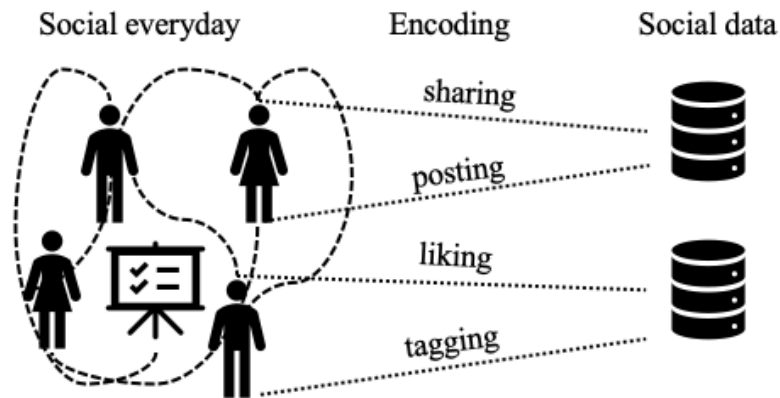 Social everyday
Encoding
Social data
sharing
posting
liking
tagging